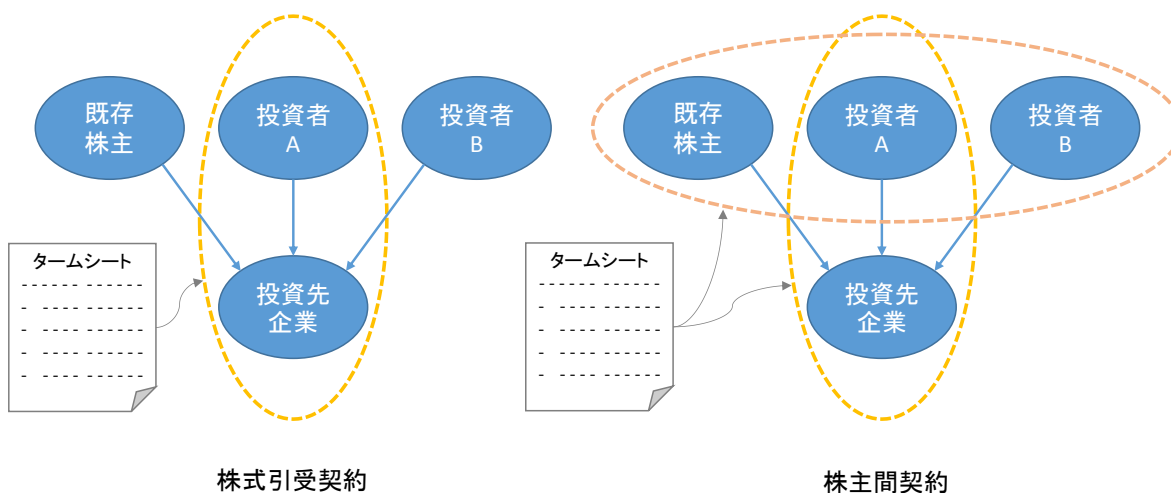 既存
株主
投資者
A
投資者
B
タームシート
投資先
企業
株式引受契約
既存
株主
投資者
A
投資者
B
タームシート
投資先
企業
株主間契約